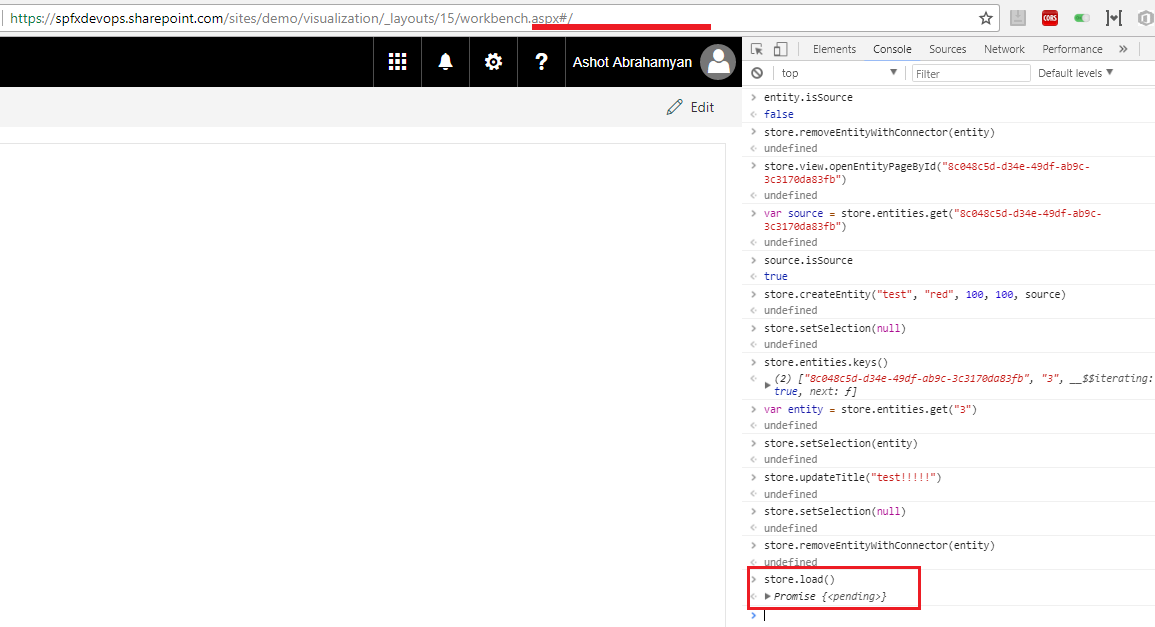 https://spfxdevops.sharepoint.com/sites/demo/visualization/_layouts/15/workbench.aspx#/
CORS
?
Ashot Abrahamyan
Edit
Elements Console Sources Network Performance »
top ▼ Filter Default levels ▼
> entity.isSource
< false
> store.removeEntityWithConnector(entity)
< undefined
> store.view.openEntityPageById("8c048c5d-d34e-49df-ab9c-
3c3170da83fb")
< undefined
> var source = store.entities.get("8c048c5d-d34e-49df-ab9c-
3c3170da83fb")
< undefined
> source.isSource
< true
> store.createEntity("test", "red", 100, 100, source)
< undefined
> store.setSelection(null)
< undefined
> store.entities.keys()
< ▶ (2) ["8c048c5d-d34e-49df-ab9c-3c3170da83fb", "3", __$$iterating:
true, next: ƒ]
> var entity = store.entities.get("3")
< undefined
> store.setSelection(entity)
< undefined
> store.updateTitle("test!!!!!")
< undefined
> store.setSelection(null)
< undefined
> store.removeEntityWithConnector(entity)
< undefined
> store.load()
< ▶ Promise {<pending>}
>